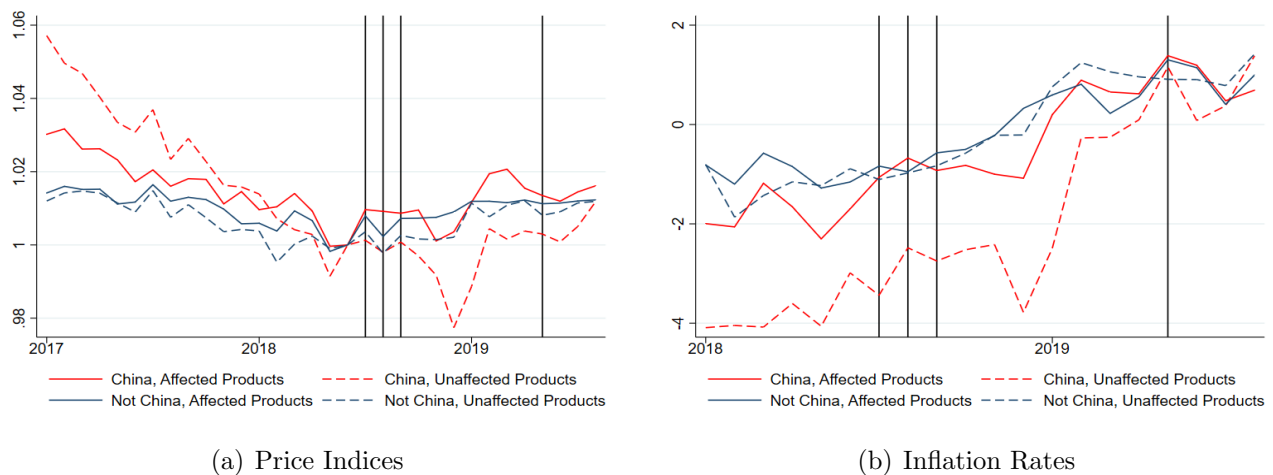 1.06
1.04
1.02
1
.98
2017
2018
2019
China, Affected Products
China, Unaffected Products
Not China, Affected Products
Not China, Unaffected Products
(a) Price Indices
2
0
-2
-4
2018
2019
China, Affected Products
China, Unaffected Products
Not China, Affected Products
Not China, Unaffected Products
(b) Inflation Rates